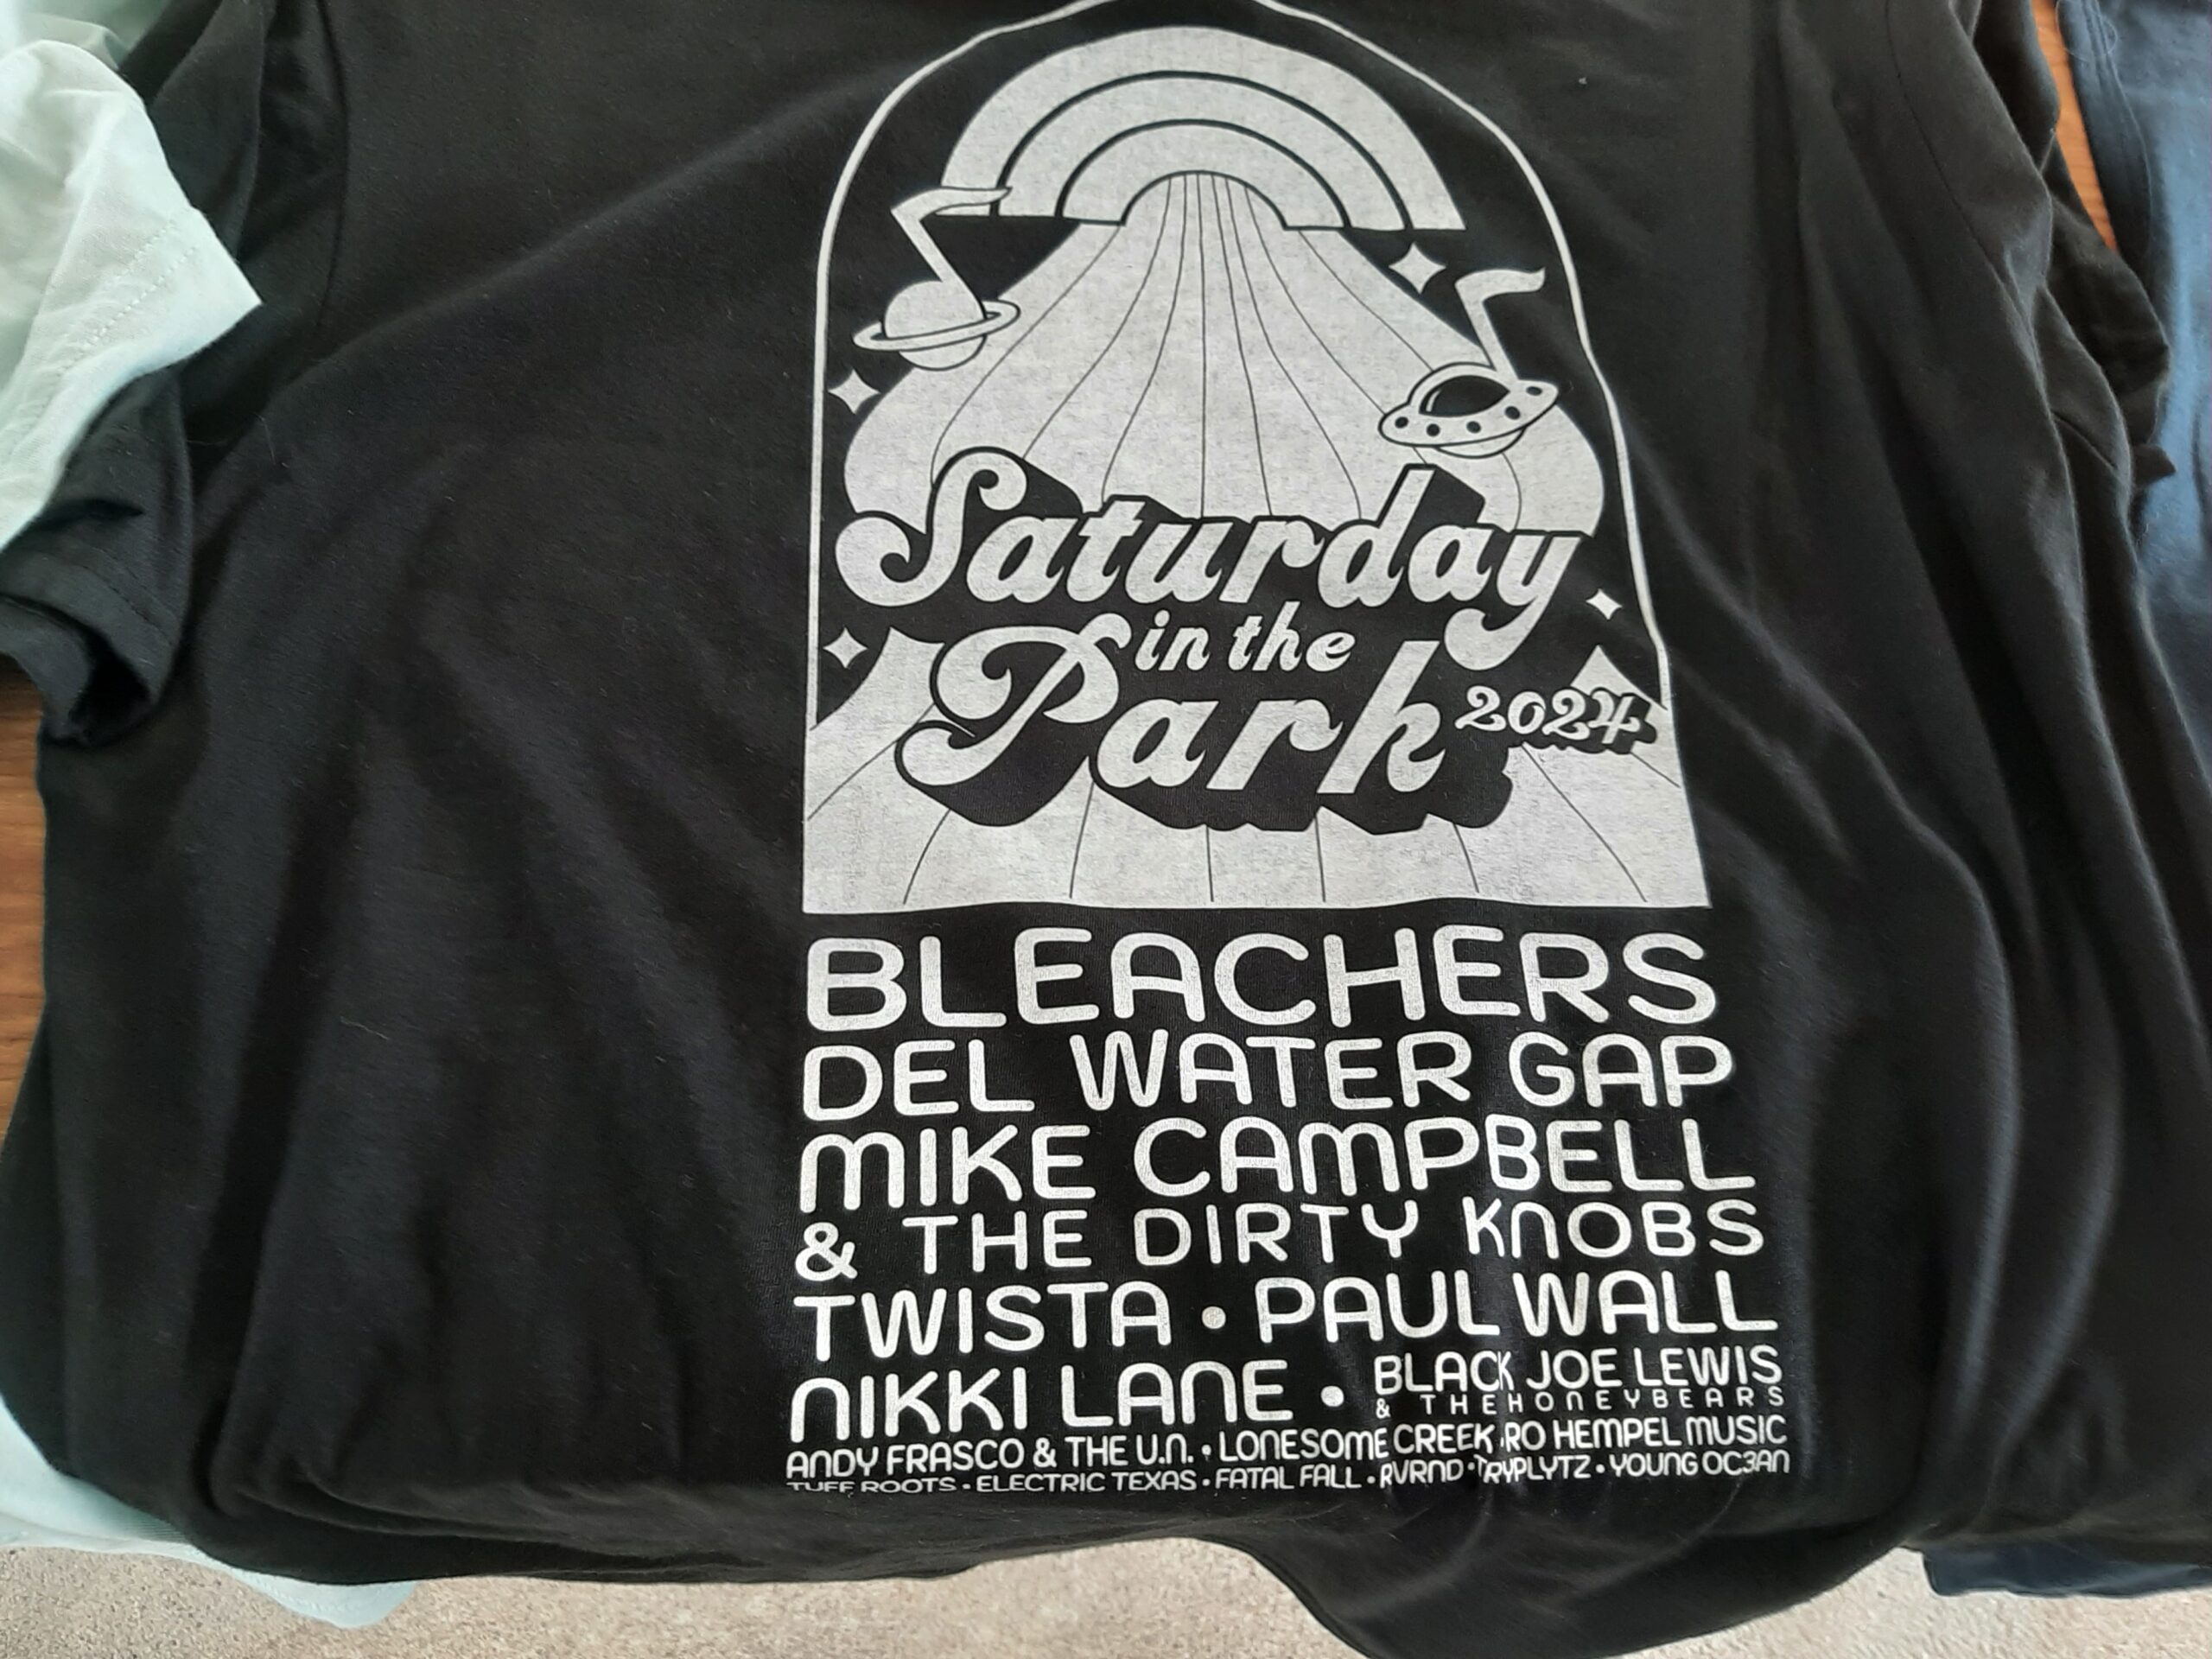 Saturday
in the
Park 2024
BLEACHERS
DEL WATER GAP
MIKE CAMPBELL
& THE DIRTY KNOBS
TWISTA • PAUL WALL
NIKKI LANE • BLACK JOE LEWIS
& THE HONEYBEARS
ANDY FRASCO & THE U.N. • LONESOME CREEK HEMPEL MUSIC
TUFF ROOTS • ELECTRIC TEXAS • FATAL FALL • RVRND • TRYPLYTZ • YOUNG OC3AN